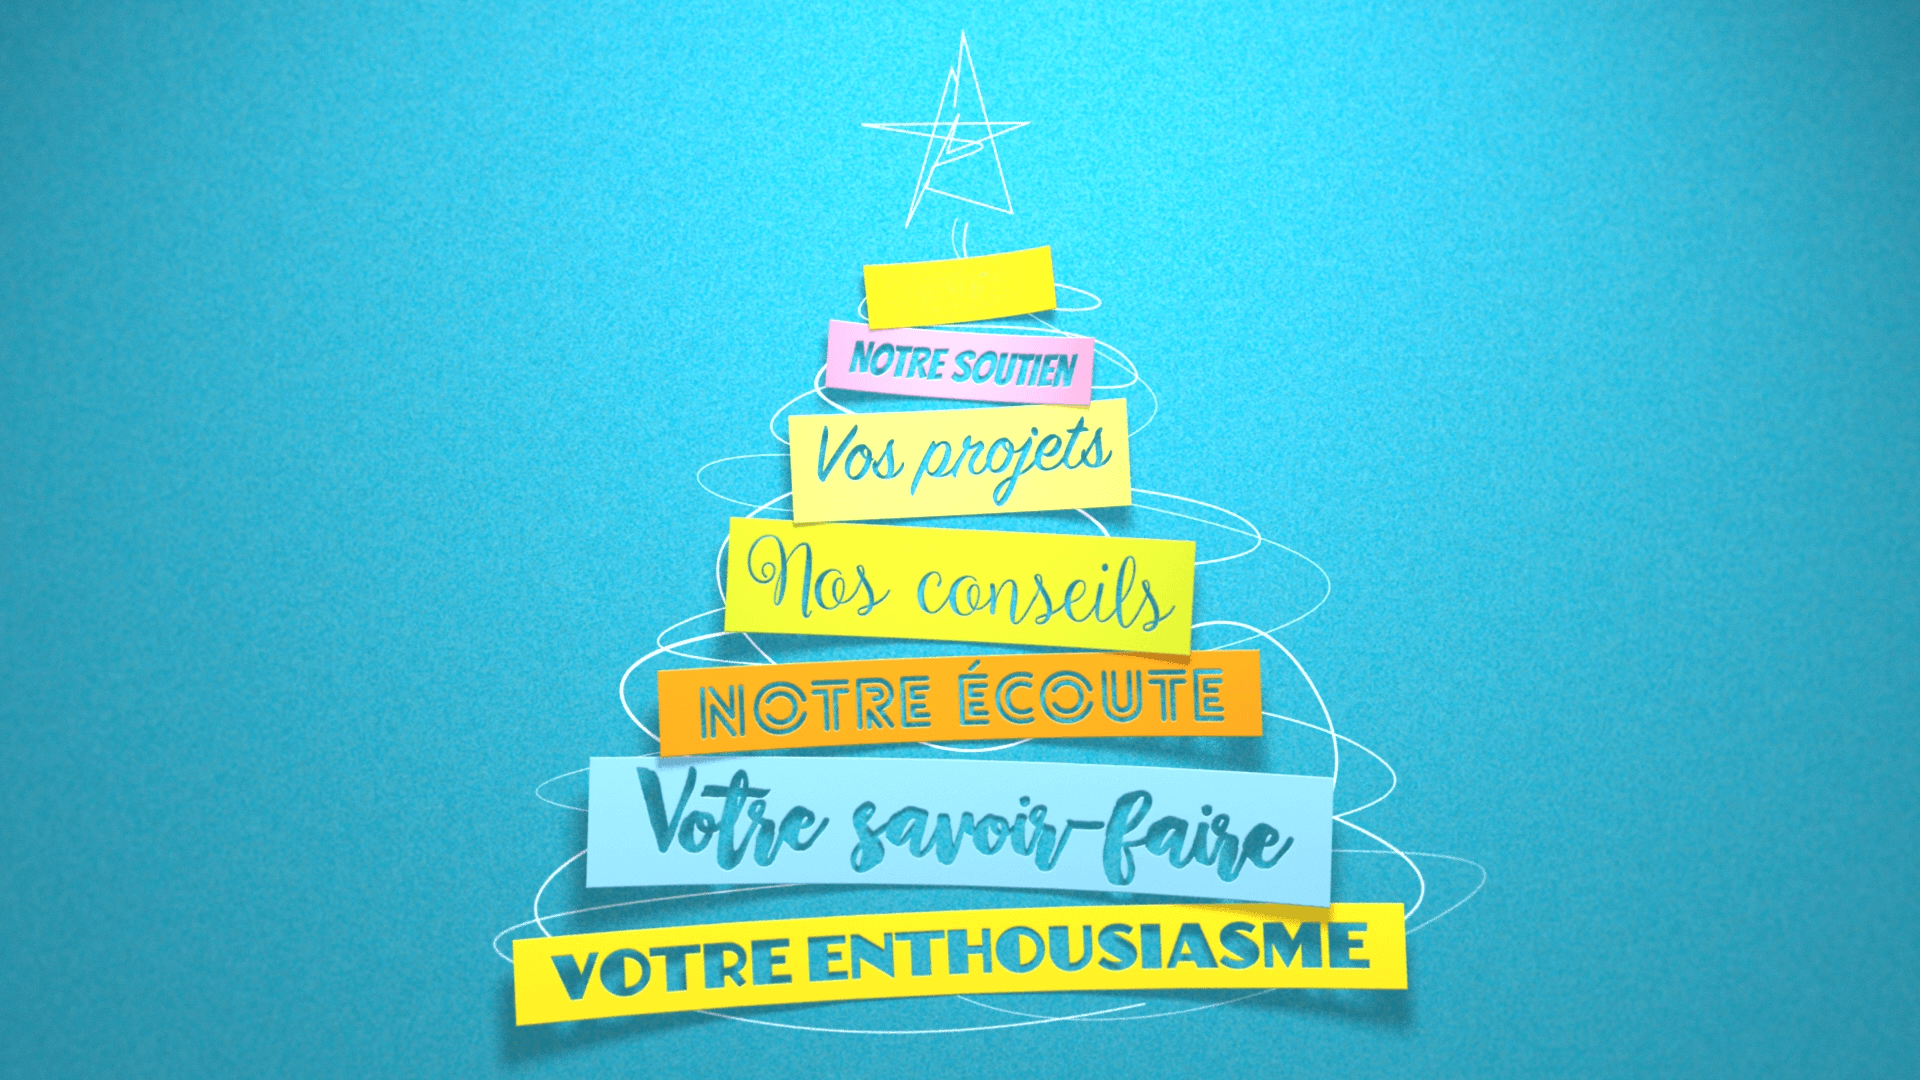 NOTRE SOUTIEN
Vos projets
Nos conseils
NOTRE ÉCOUTE
Votre savoir-faire
VOTRE ENTHOUSIASME